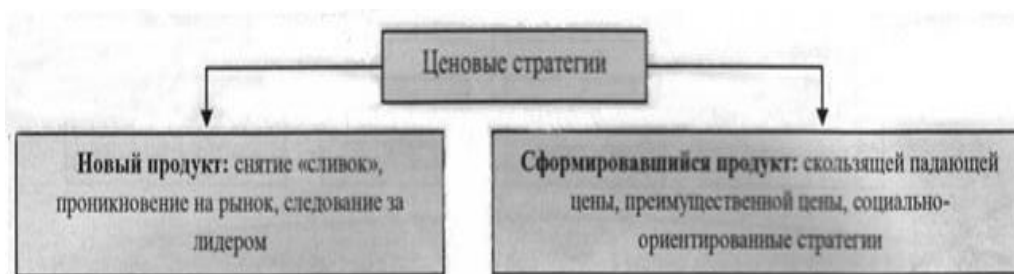 Ценовые стратегии
Новый продукт: снятие «сливок»,
проникновение на рынок, следование за
лидером
Сформировавшийся продукт: скользящей падающей
цены, преимущественной цены, социально-
ориентированные стратегии